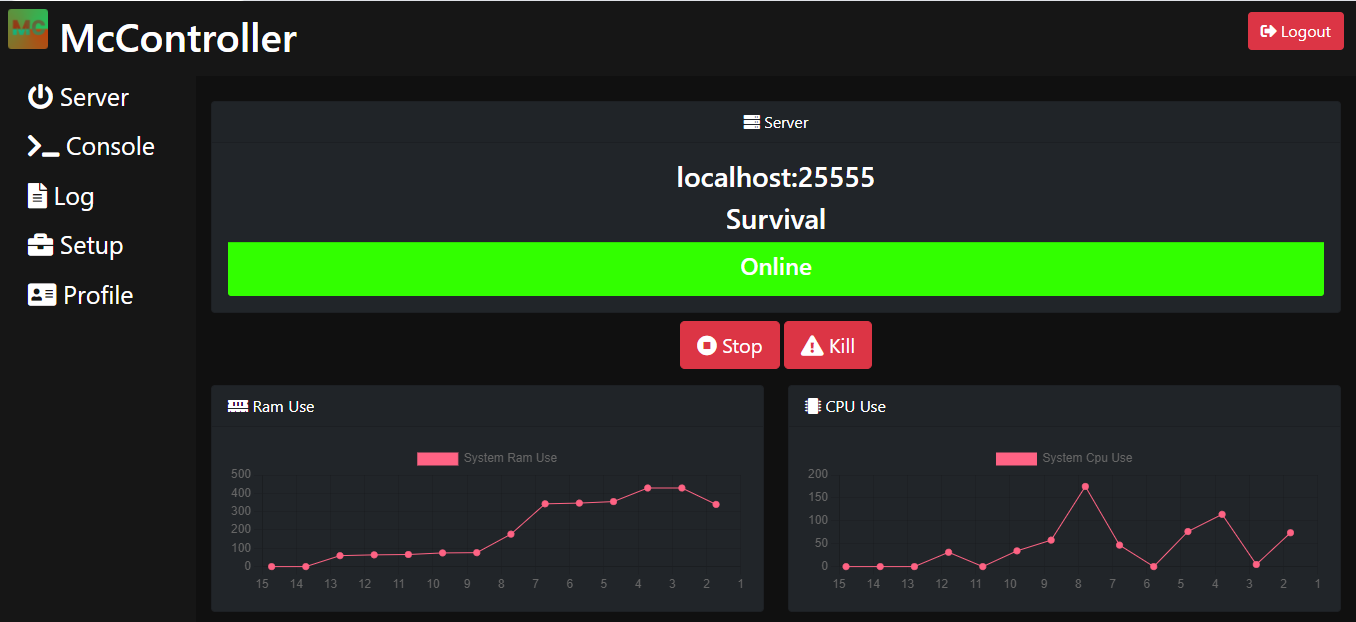 MC McController
Logout
Server
Console
Log
Setup
Profile
Server
localhost:25555
Survival
Online
Stop Kill
Ram Use
System Ram Use
500
400
300
200
100
0
15 14 13 12 11 10 9 8 7 6 5 4 3 2 1
CPU Use
System Cpu Use
200
150
100
50
0
15 14 13 12 11 10 9 8 7 6 5 4 3 2 1